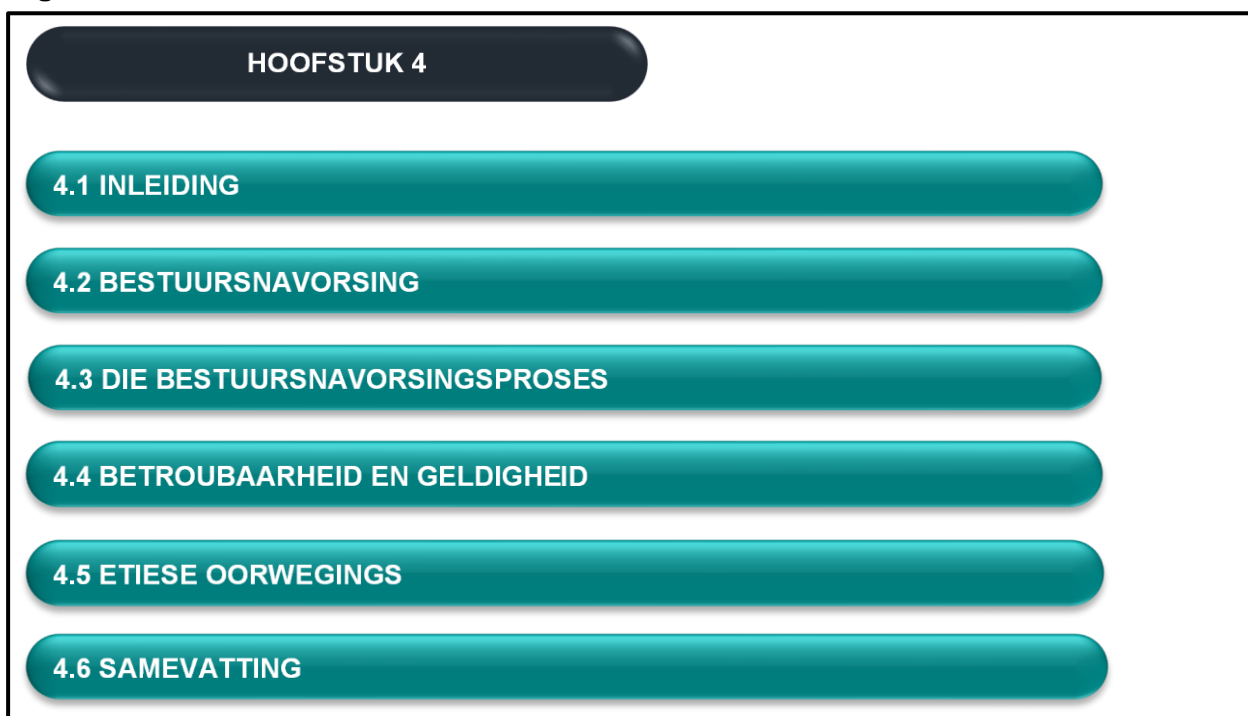 HOOFSTUK 4
4.1 INLEIDING
4.2 BESTUURSNAVORSING
4.3 DIE BESTUURSNAVORSINGSPROSES
4.4 BETROUBAARHEID EN GELDIGHEID
4.5 ETIESE OORWEGINGS
4.6 SAMEVATTING